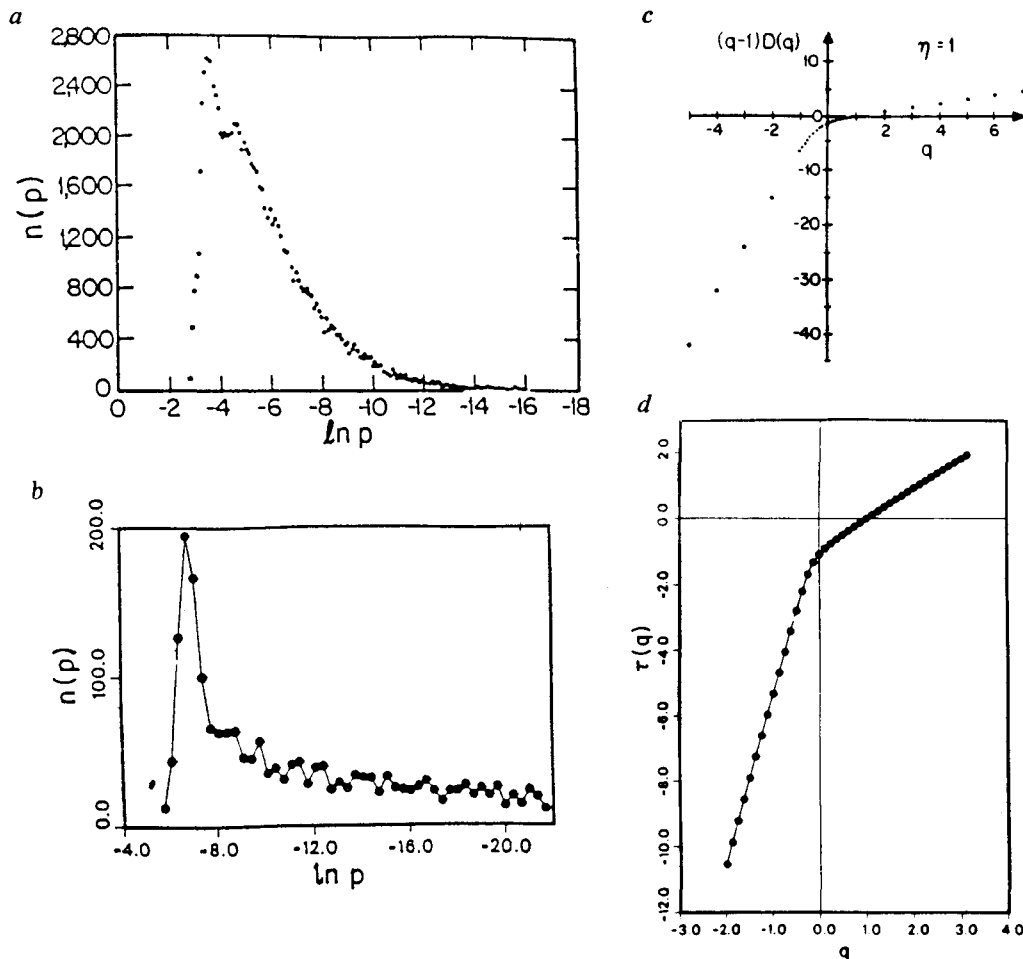 a
2,800
2,400
2,000
1,600
1,200
800
400
0
n(p)
0 -2 -4 -6 -8 -10 -12 -14 -16 -18
ln p
b
200.0
100.0
0.0
n(p)
-4.0 -8.0 -12.0 -16.0 -20.0
ln p
c
(q-1)D(q)
η = 1
10
0
-10
-20
-30
-40
-4 -2 2 4 6
q
d
2.0
0.0
-2.0
-4.0
-6.0
-8.0
-10.0
-12.0
τ(q)
-3.0 -2.0 -1.0 0.0 1.0 2.0 3.0 4.0
q